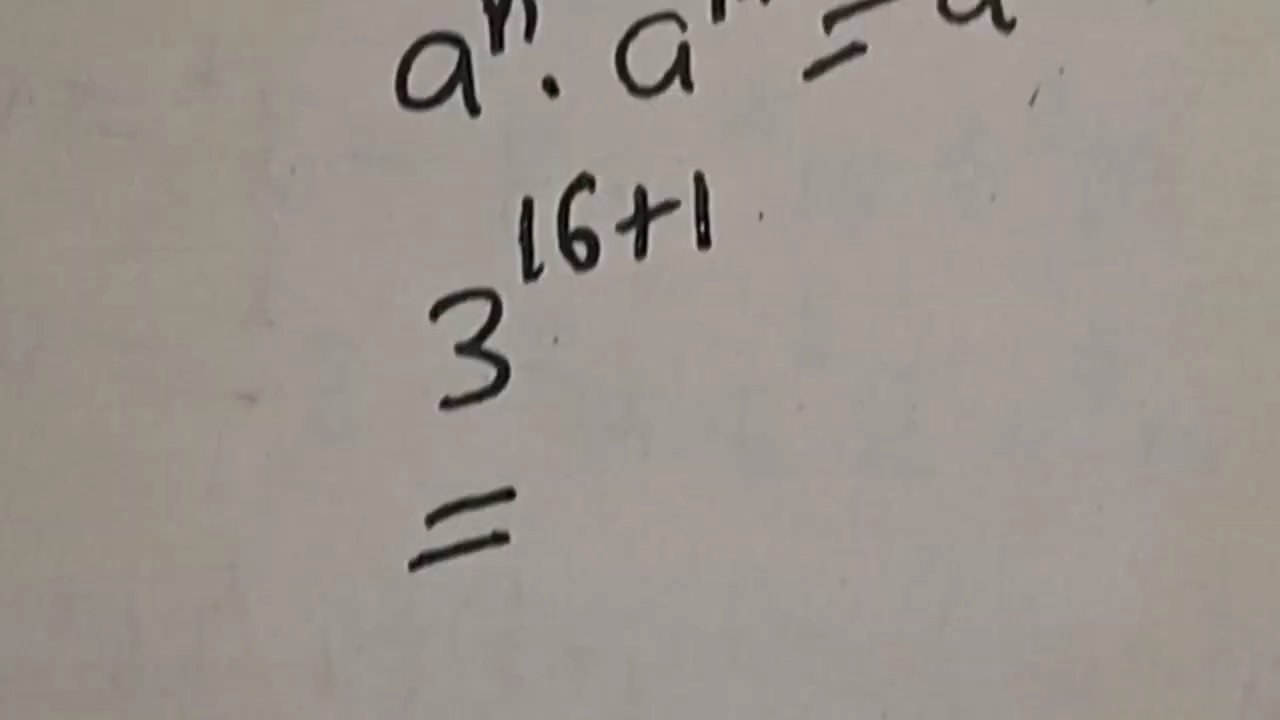 aⁿ · a = a
3¹⁶⁺¹
=